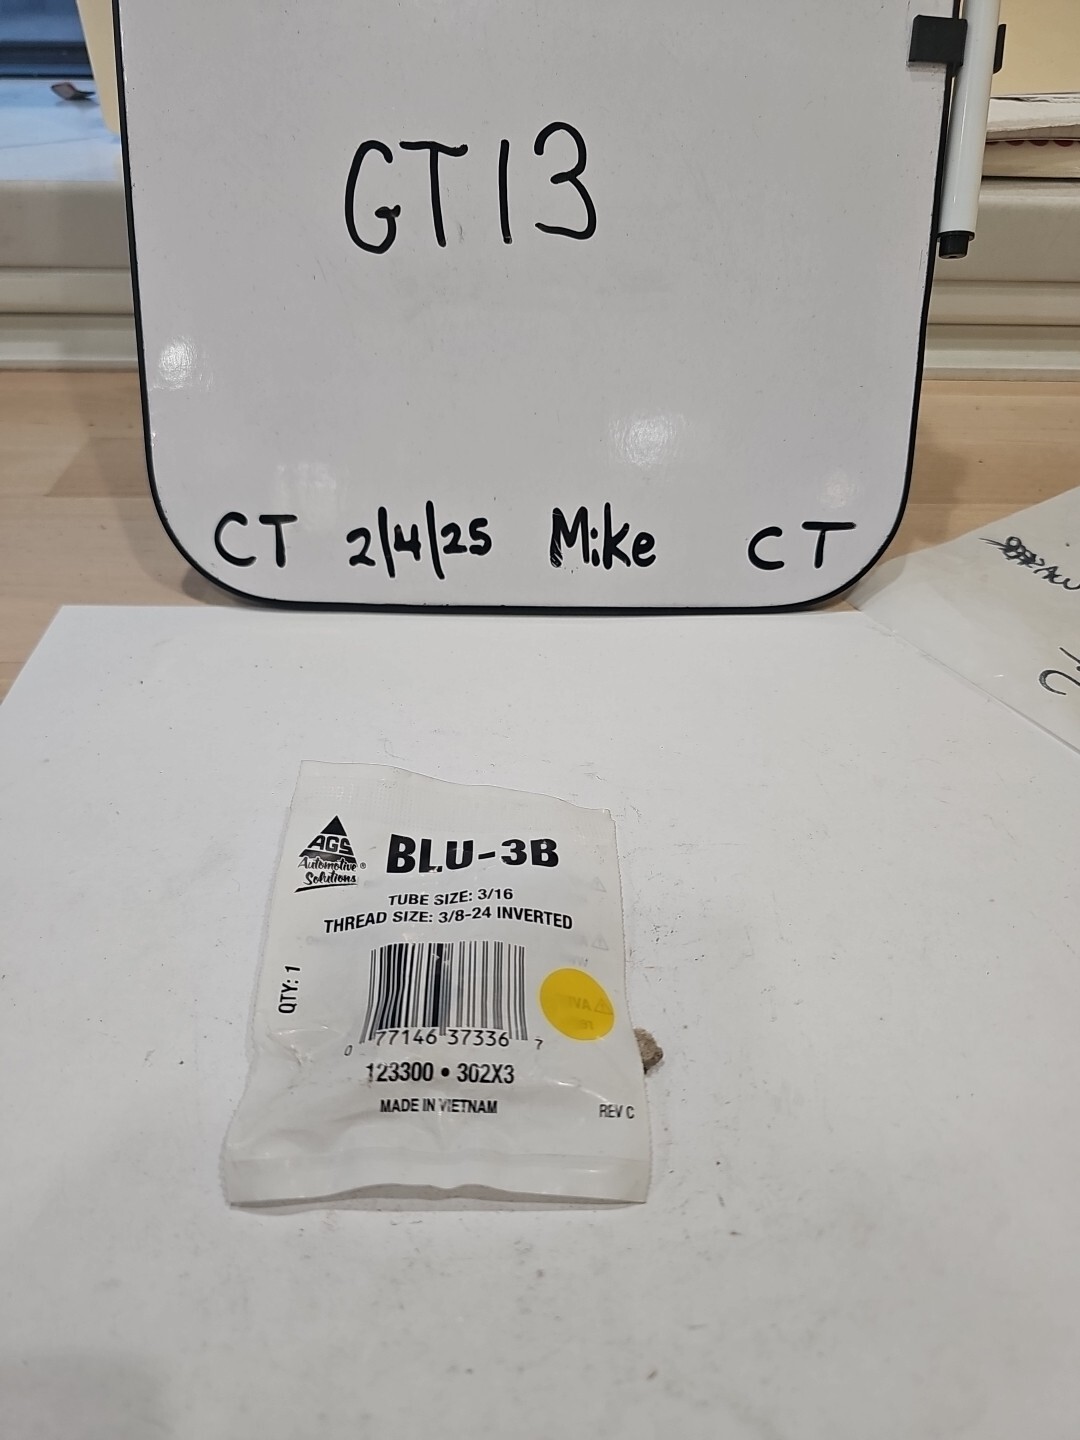 GT13
CT 2/4/25 Mike CT
AGS
Automotive®
Solutions
BLU-3B
TUBE SIZE: 3/16
THREAD SIZE: 3/8-24 INVERTED
QTY: 1
0 77146 37336 7
123300 • 302X3
MADE IN VIETNAM
REV C